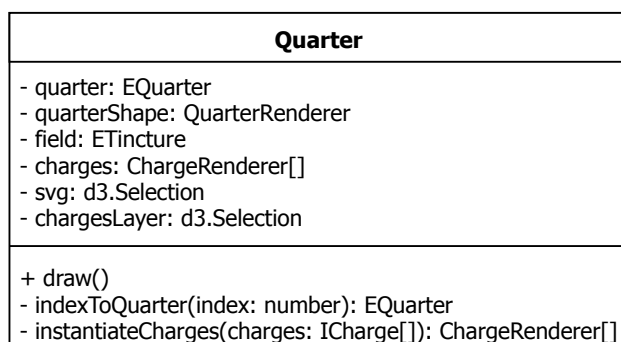 Quarter
- quarter: EQuarter
- quarterShape: QuarterRenderer
- field: ETincture
- charges: ChargeRenderer[]
- svg: d3.Selection
- chargesLayer: d3.Selection
+ draw()
- indexToQuarter(index: number): EQuarter
- instantiateCharges(charges: ICharge[]): ChargeRenderer[]